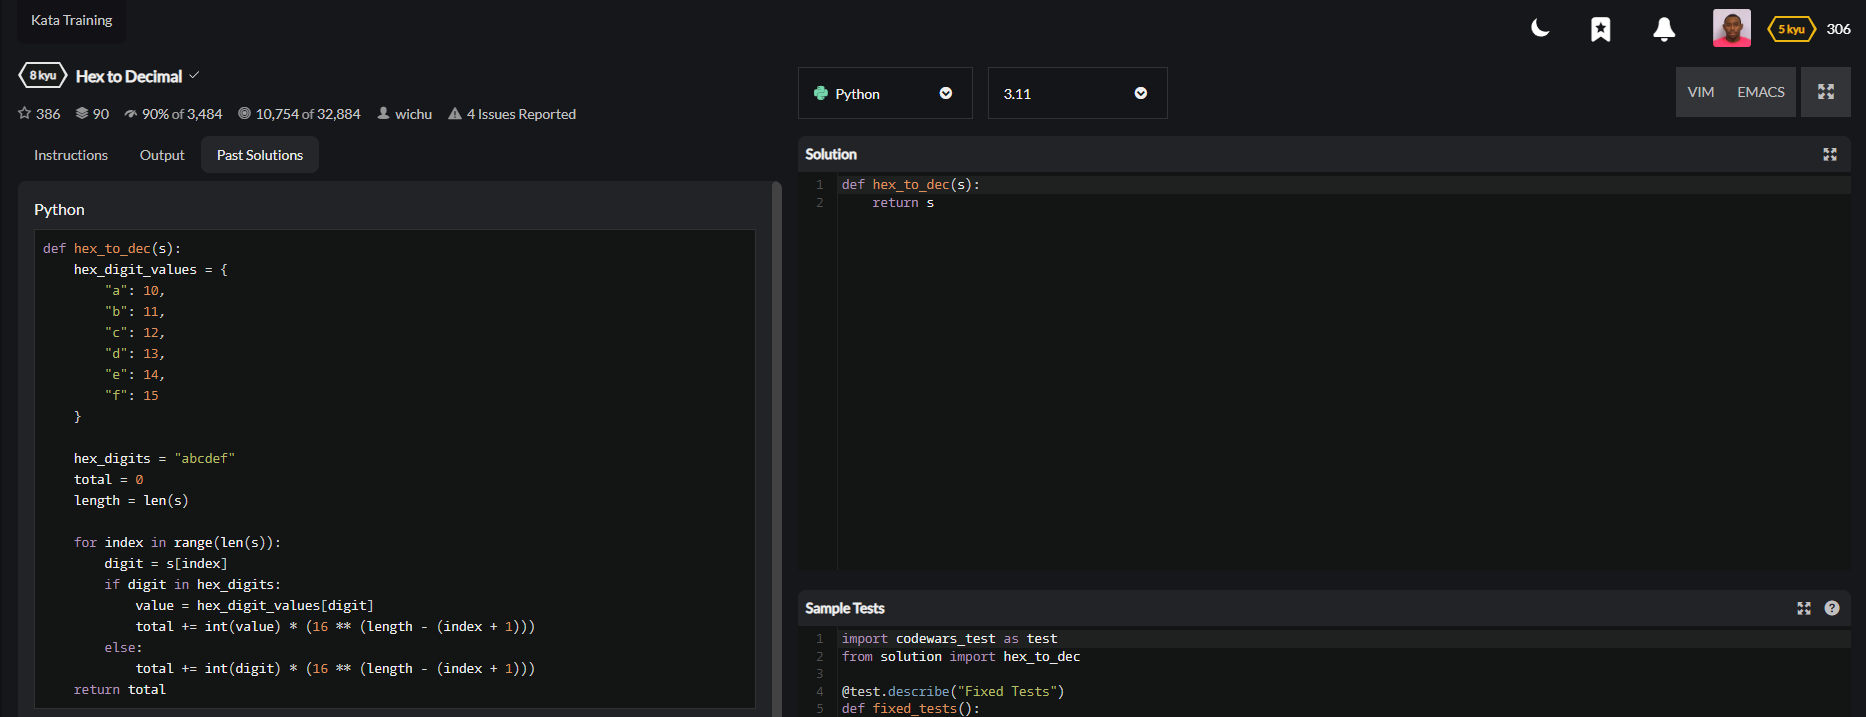 Kata Training
5 kyu 306
8 kyu Hex to Decimal
386 90 90% of 3,484 10,754 of 32,884 wichu 4 Issues Reported
Python 3.11 VIM EMACS
Instructions Output Past Solutions
Python
def hex_to_dec(s):
    hex_digit_values = {
        "a": 10,
        "b": 11,
        "c": 12,
        "d": 13,
        "e": 14,
        "f": 15
    }
    hex_digits = "abcdef"
    total = 0
    length = len(s)
    for index in range(len(s)):
        digit = s[index]
        if digit in hex_digits:
            value = hex_digit_values[digit]
            total += int(value) * (16 ** (length - (index + 1)))
        else:
            total += int(digit) * (16 ** (length - (index + 1)))
    return total
Solution
1 def hex_to_dec(s):
2     return s
Sample Tests
?
1 import codewars_test as test
2 from solution import hex_to_dec
3
4 @test.describe("Fixed Tests")
5 def fixed_tests():